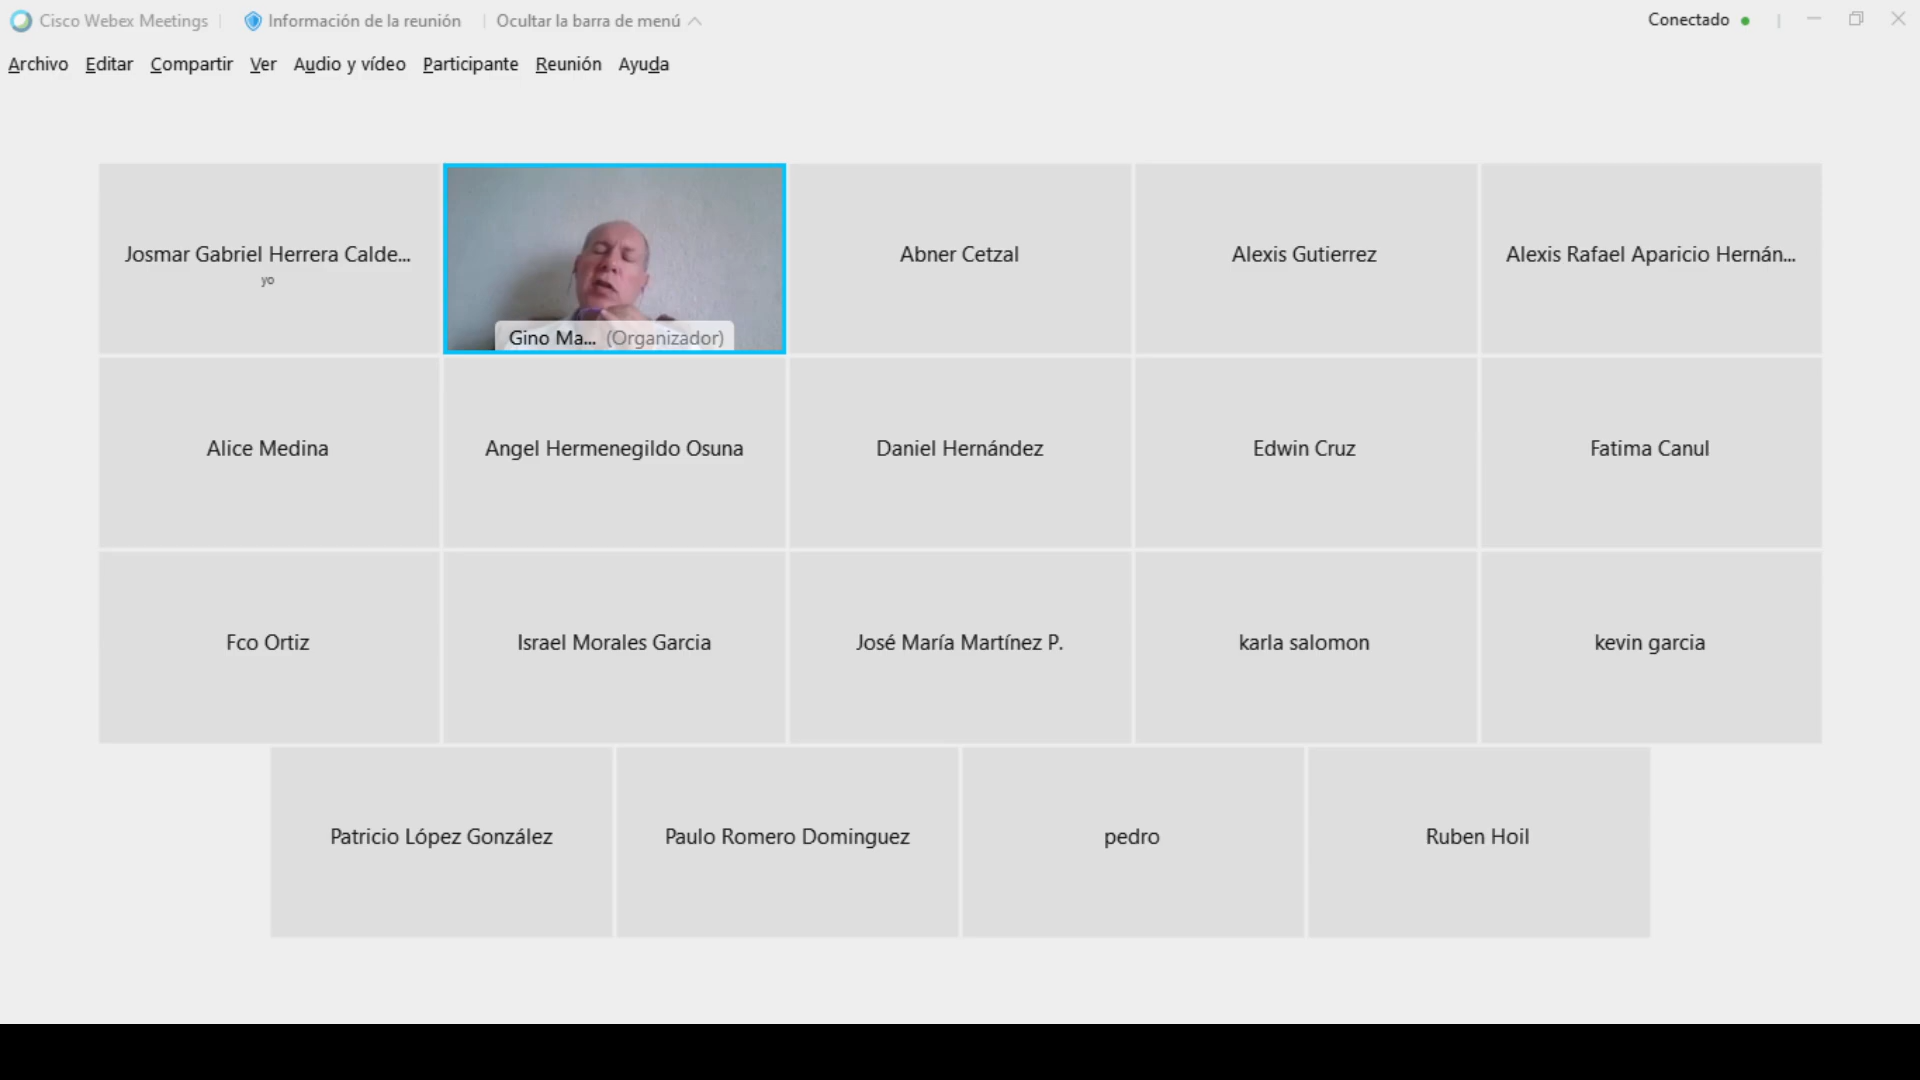 Cisco Webex Meetings Información de la reunión Ocultar la barra de menú Conectado
Archivo Editar Compartir Ver Audio y vídeo Participante Reunión Ayuda
Josmar Gabriel Herrera Calde...
yo
Gino Ma... (Organizador)
Abner Cetzal
Alexis Gutierrez
Alexis Rafael Aparicio Hernán...
Alice Medina
Angel Hermenegildo Osuna
Daniel Hernández
Edwin Cruz
Fatima Canul
Fco Ortiz
Israel Morales Garcia
José María Martínez P.
karla salomon
kevin garcia
Patricio López González
Paulo Romero Dominguez
pedro
Ruben Hoil